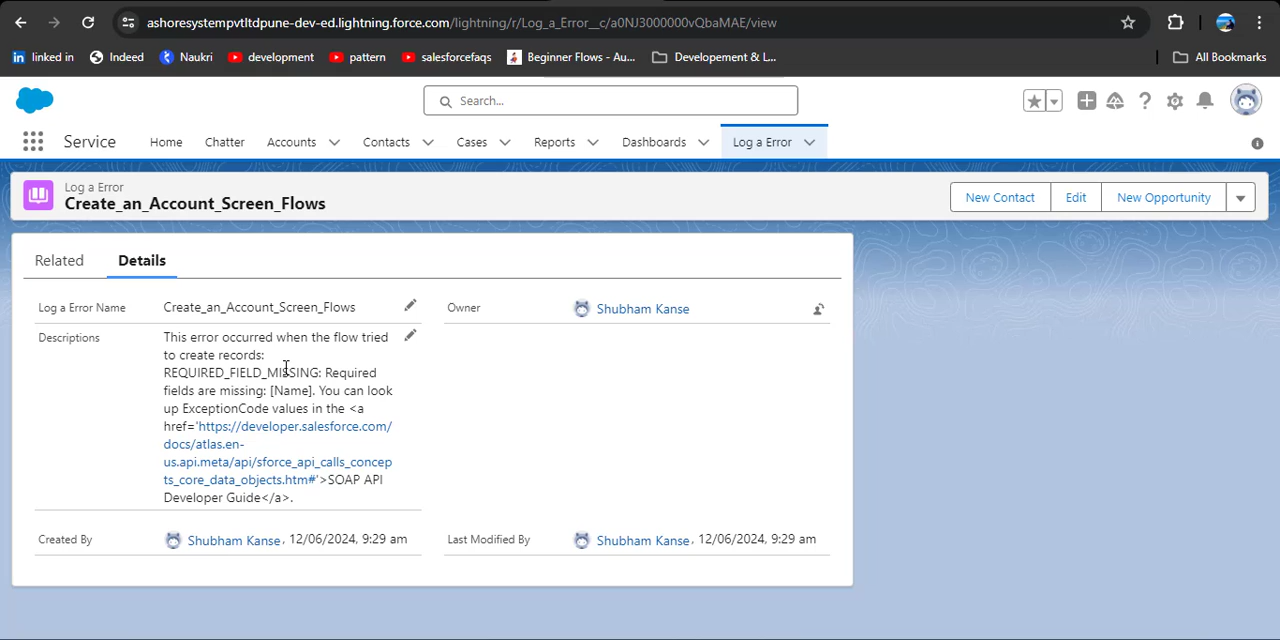 ashoresystempvtltdpune-dev-ed.lightning.force.com/lightning/r/Log_a_Error__c/a0NJ3000000vQbaMAE/view
linked in Indeed Naukri development pattern salesforcefaqs Beginner Flows - Au... Developement & L... All Bookmarks
Search...
Service Home Chatter Accounts Contacts Cases Reports Dashboards Log a Error
Log a Error
Create_an_Account_Screen_Flows
New Contact Edit New Opportunity
Related Details
Log a Error Name Create_an_Account_Screen_Flows Owner Shubham Kanse
Descriptions This error occurred when the flow tried
to create records:
REQUIRED_FIELD_MISSING: Required
fields are missing: [Name]. You can look
up ExceptionCode values in the <a
href='https://developer.salesforce.com/
docs/atlas.en-
us.api.meta/api/sforce_api_calls_concep
ts_core_data_objects.htm#'>SOAP API
Developer Guide</a>.
Created By Shubham Kanse, 12/06/2024, 9:29 am Last Modified By Shubham Kanse, 12/06/2024, 9:29 am